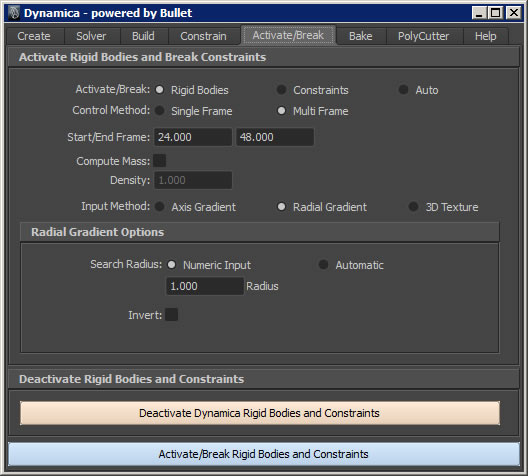 Dynamica - powered by Bullet
Create Solver Build Constrain Activate/Break Bake PolyCutter Help
Activate Rigid Bodies and Break Constraints
Activate/Break: Rigid Bodies Constraints Auto
Control Method: Single Frame Multi Frame
Start/End Frame: 24.000 48.000
Compute Mass:
Density: 1.000
Input Method: Axis Gradient Radial Gradient 3D Texture
Radial Gradient Options
Search Radius: Numeric Input Automatic
1.000 Radius
Invert:
Deactivate Rigid Bodies and Constraints
Deactivate Dynamica Rigid Bodies and Constraints
Activate/Break Rigid Bodies and Constraints